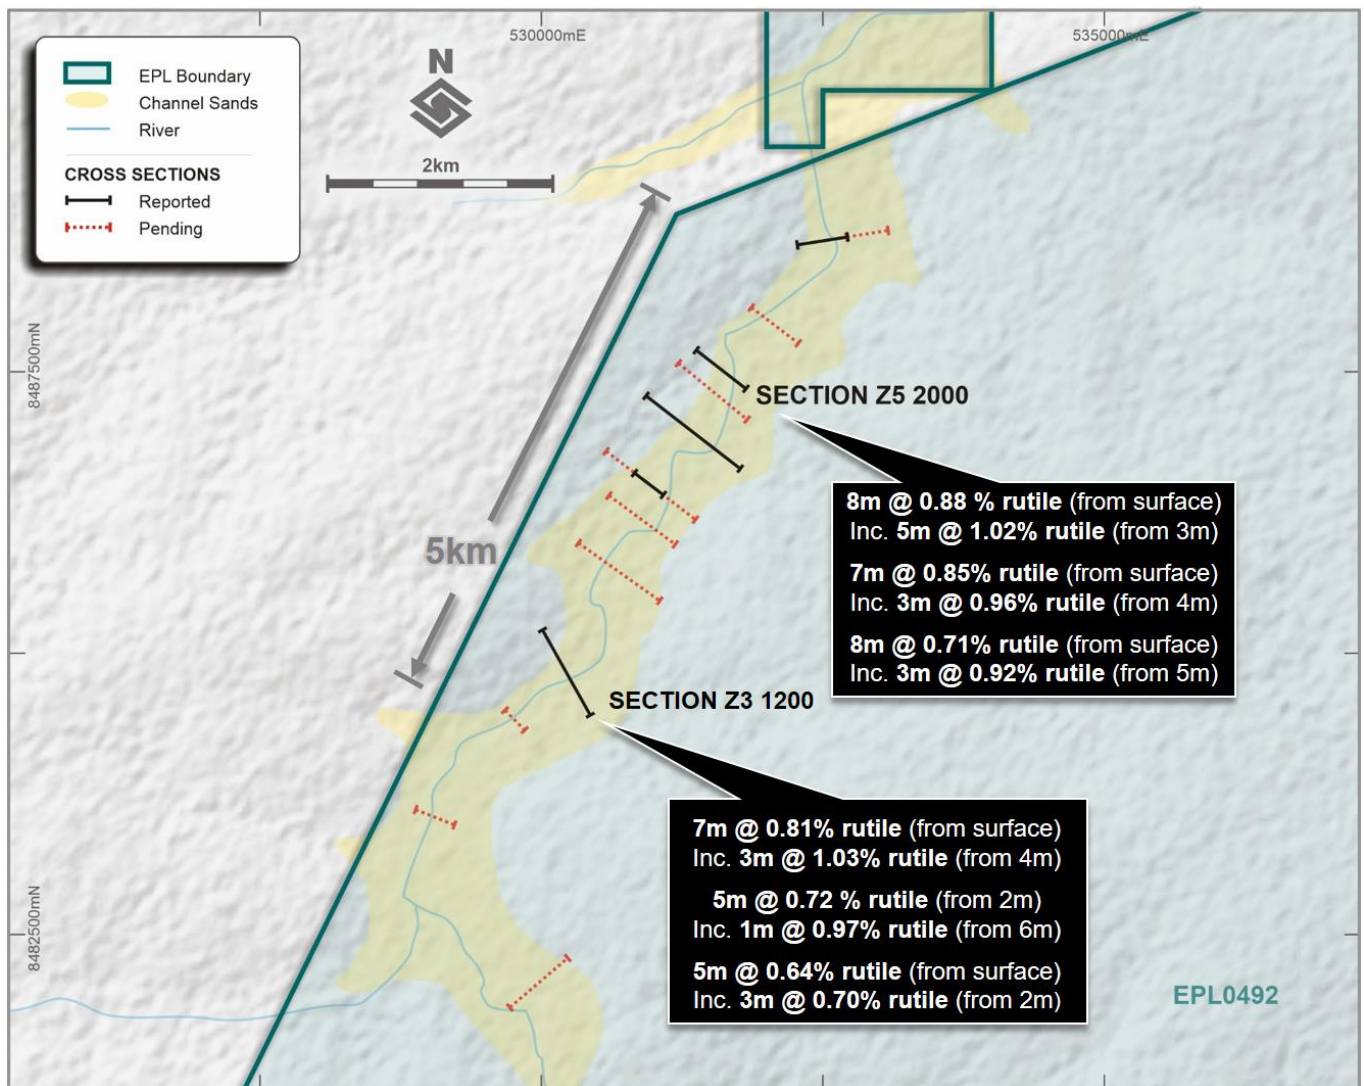 530000mE
535000mE
EPL Boundary
Channel Sands
River
CROSS SECTIONS
Reported
Pending
N
2km
8487500mN
SECTION Z5 2000
8m @ 0.88 % rutile (from surface)
Inc. 5m @ 1.02% rutile (from 3m)
7m @ 0.85% rutile (from surface)
Inc. 3m @ 0.96% rutile (from 4m)
8m @ 0.71% rutile (from surface)
Inc. 3m @ 0.92% rutile (from 5m)
5km
SECTION Z3 1200
7m @ 0.81% rutile (from surface)
Inc. 3m @ 1.03% rutile (from 4m)
5m @ 0.72 % rutile (from 2m)
Inc. 1m @ 0.97% rutile (from 6m)
5m @ 0.64% rutile (from surface)
Inc. 3m @ 0.70% rutile (from 2m)
8482500mN
EPL0492